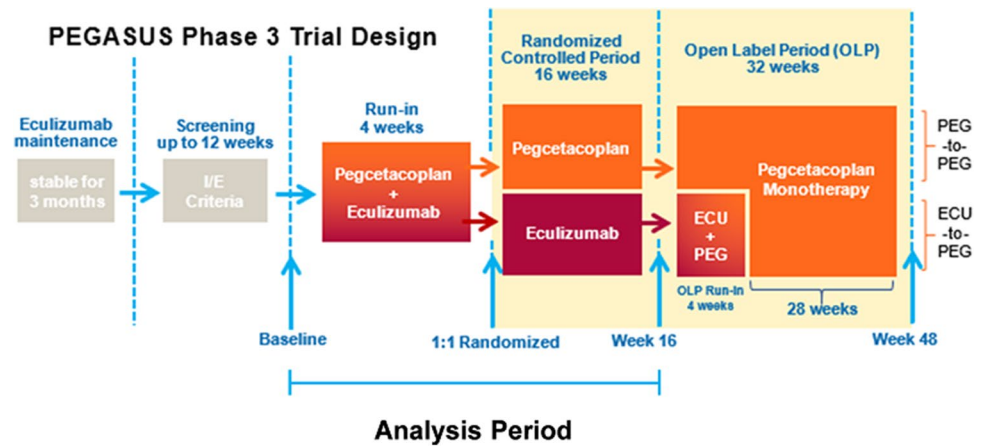 PEGASUS Phase 3 Trial Design
Randomized
Controlled Period
16 weeks
Open Label Period (OLP)
32 weeks
Eculizumab
maintenance
Screening
up to 12 weeks
Run-in
4 weeks
stable for
3 months
I/E
Criteria
Pegcetacoplan
+
Eculizumab
Pegcetacoplan
Eculizumab
Pegcetacoplan
Monotherapy
ECU
+
PEG
PEG
-to-
PEG
ECU
-to-
PEG
OLP Run-In
4 weeks
28 weeks
Baseline
1:1 Randomized
Week 16
Week 48
Analysis Period